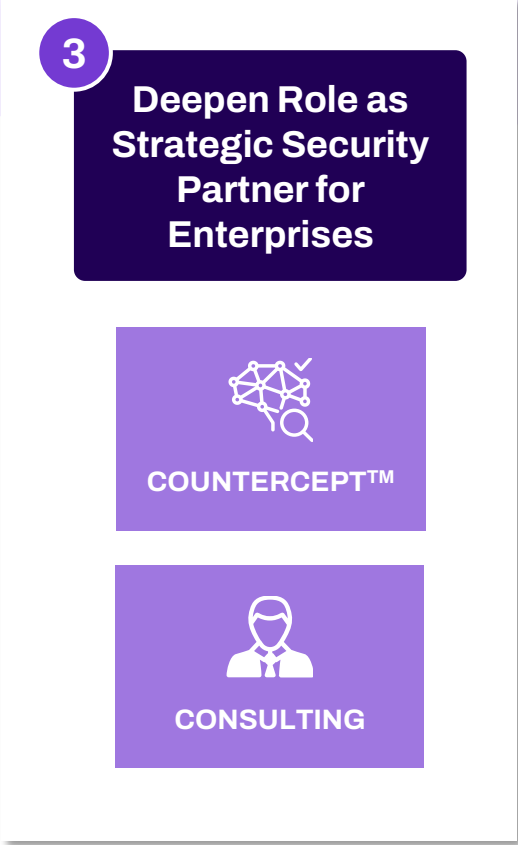 3
Deepen Role as
Strategic Security
Partner for
Enterprises
COUNTERCEPT™
CONSULTING